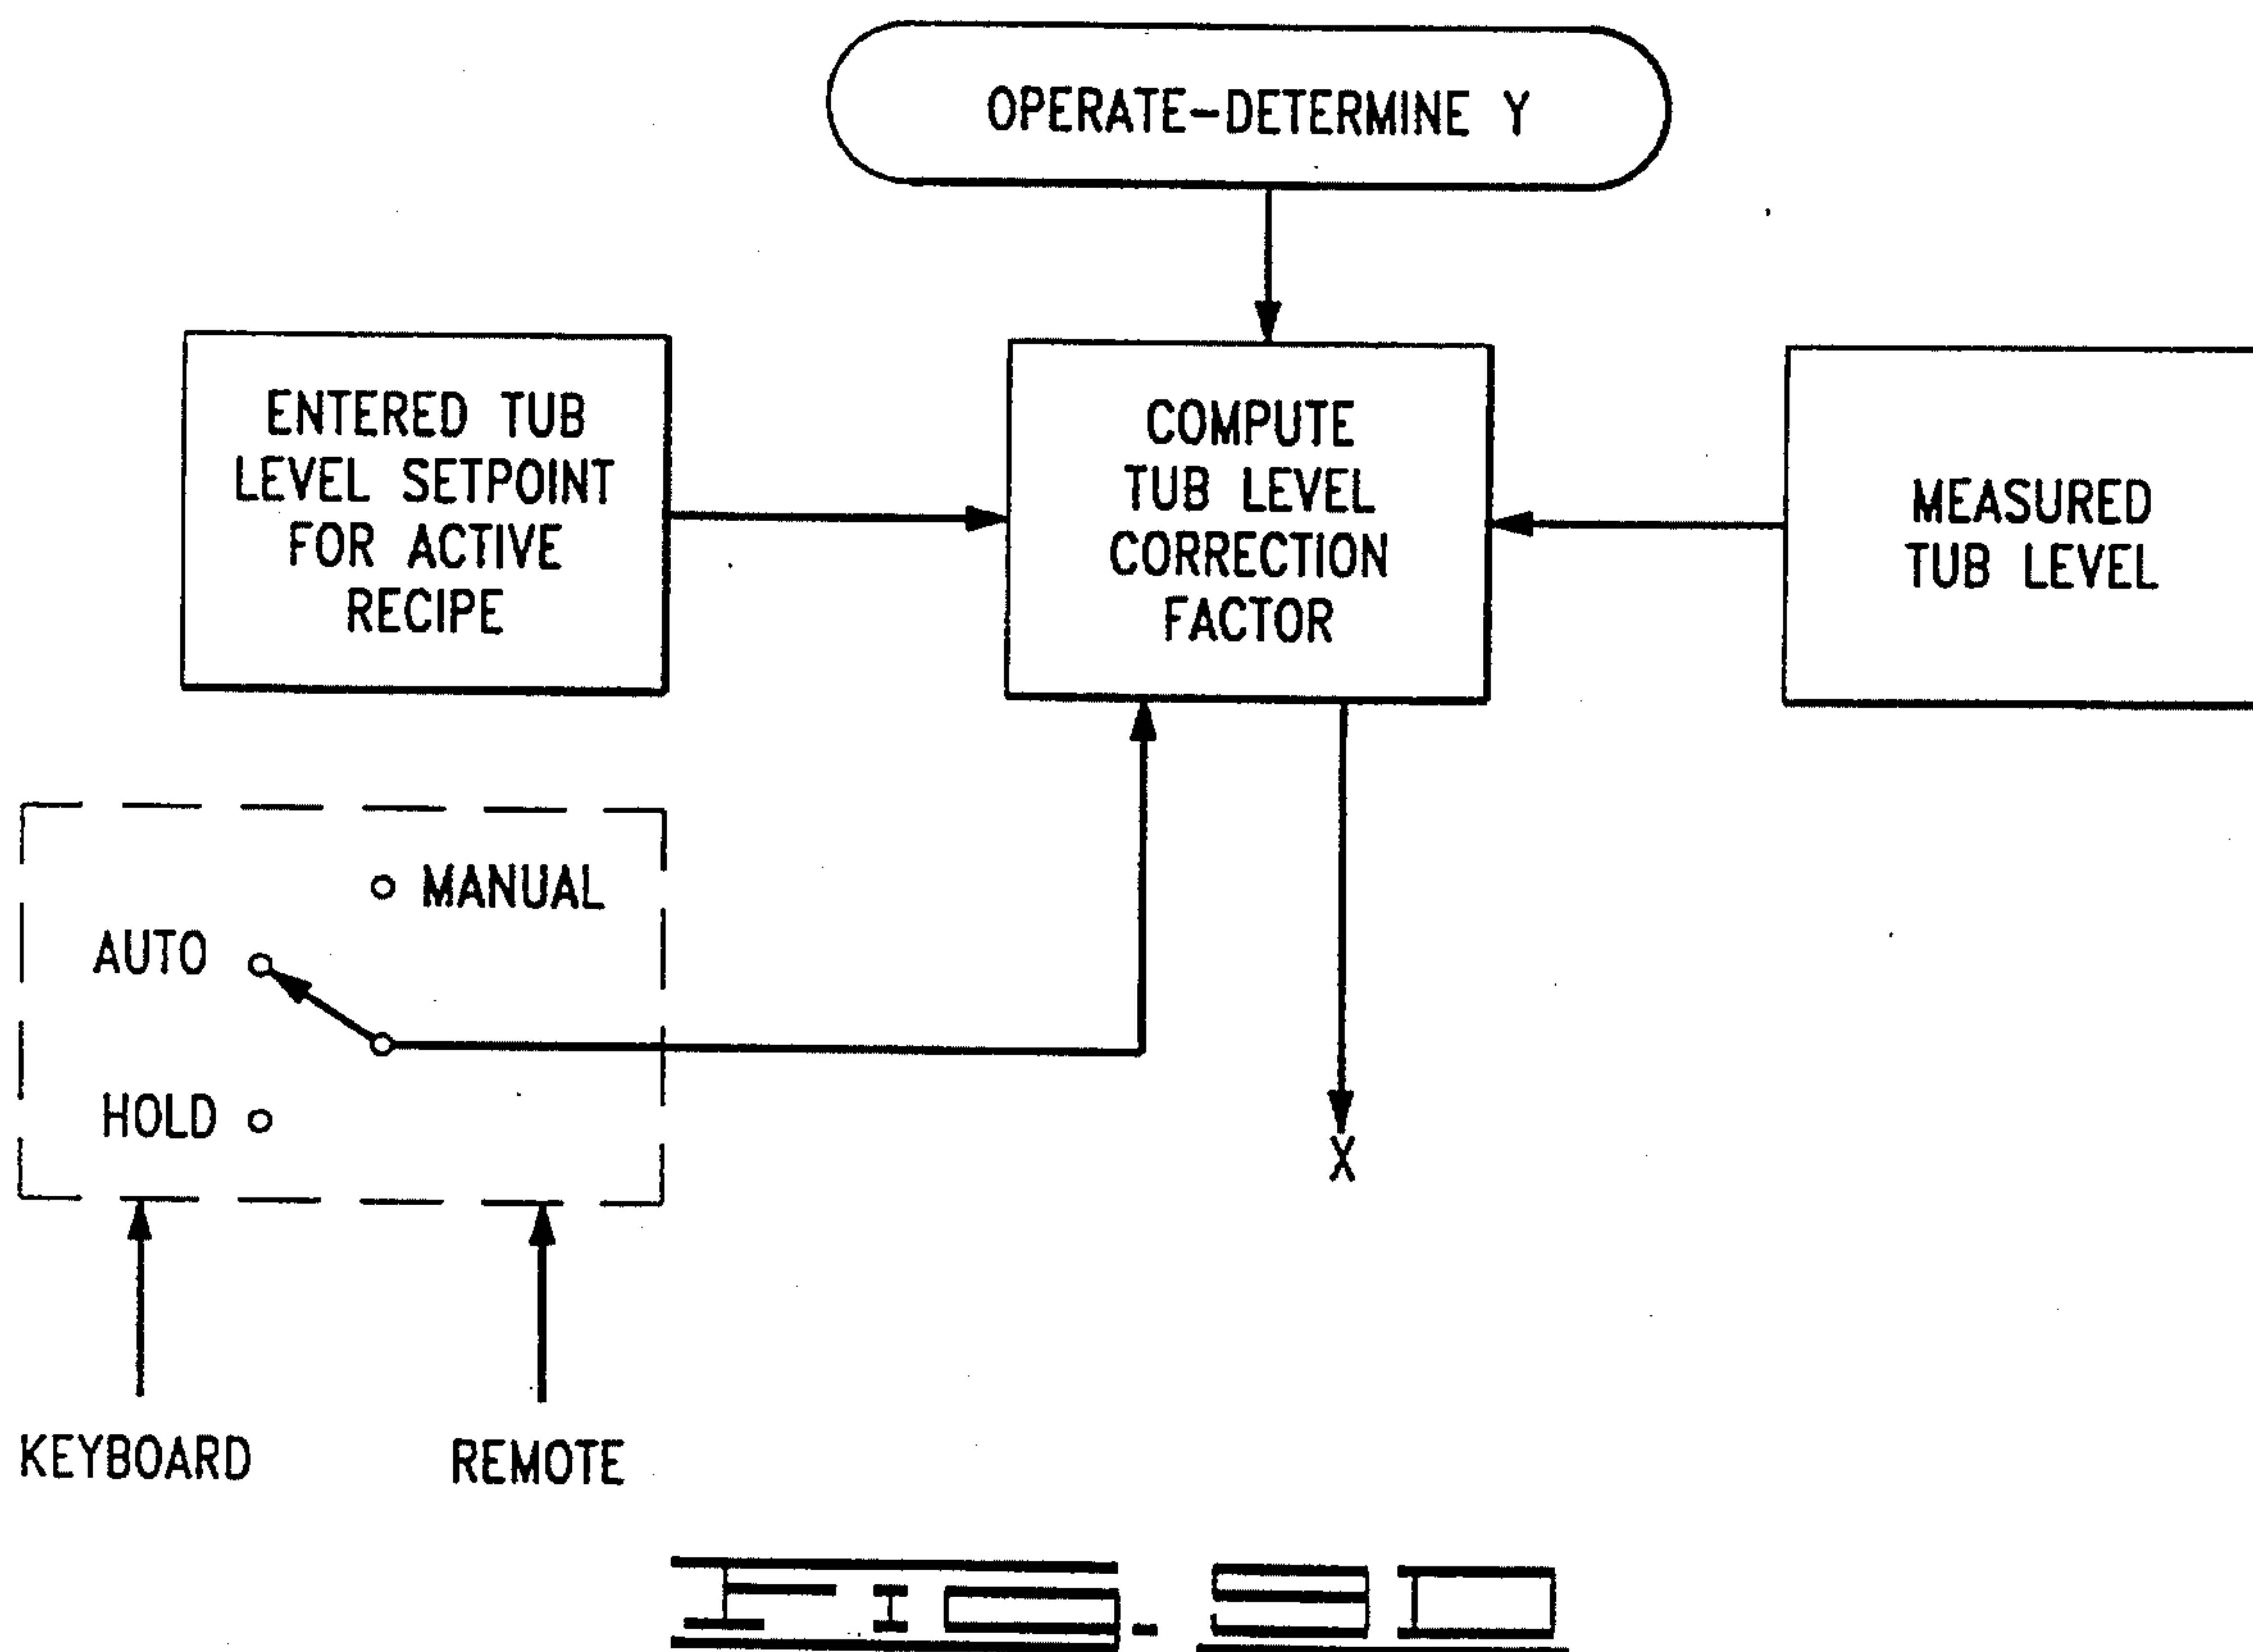 OPERATE-DETERMINE Y
ENTERED TUB
LEVEL SETPOINT
FOR ACTIVE
RECIPE
COMPUTE
TUB LEVEL
CORRECTION
FACTOR
MEASURED
TUB LEVEL
MANUAL
AUTO
HOLD
X
KEYBOARD
REMOTE
FIG. 9D